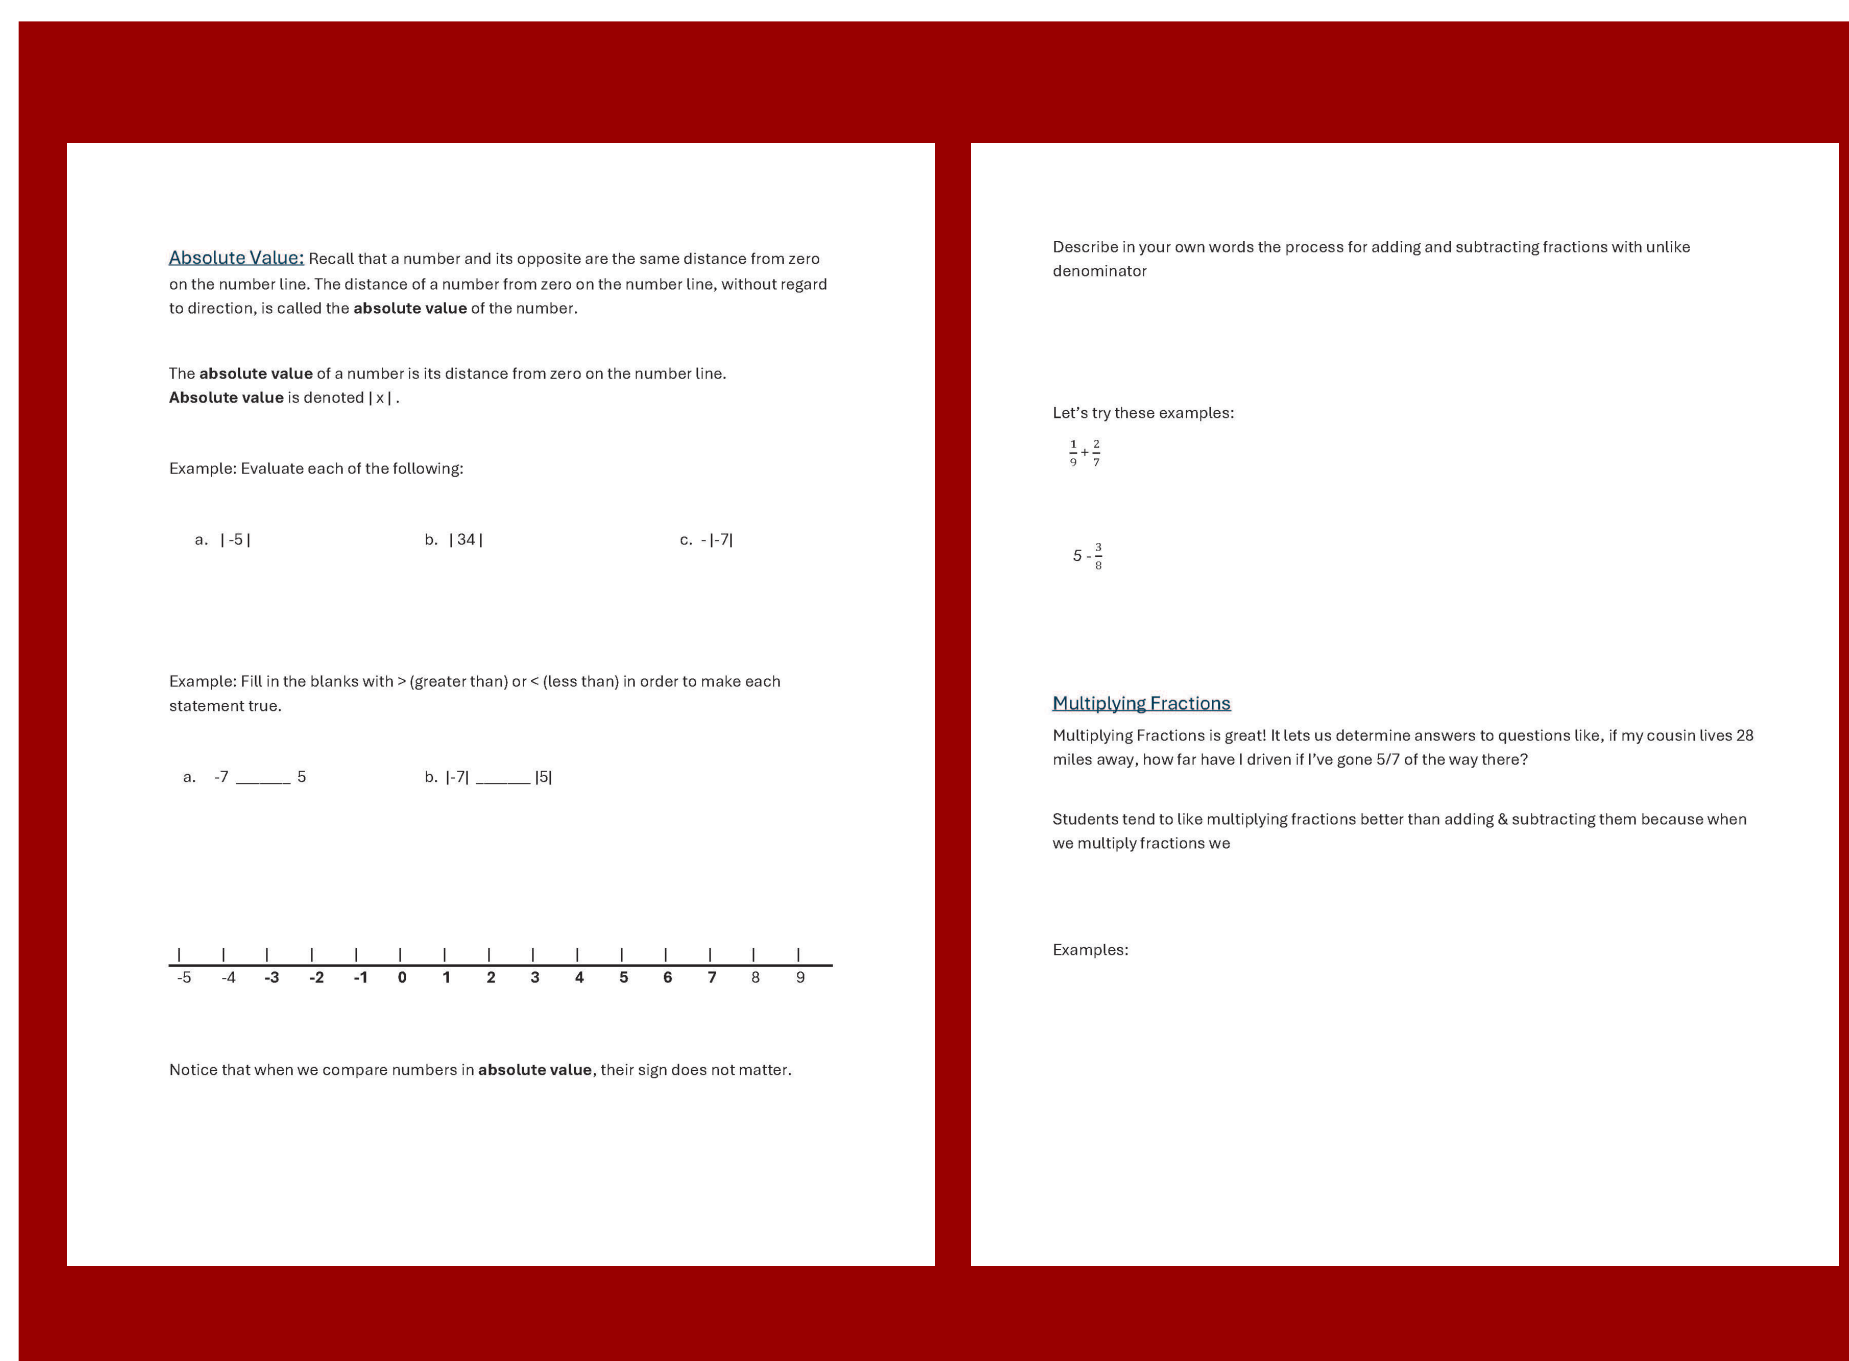 Absolute Value: Recall that a number and its opposite are the same distance from zero
on the number line. The distance of a number from zero on the number line, without regard
to direction, is called the absolute value of the number.
The absolute value of a number is its distance from zero on the number line.
Absolute value is denoted | x | .
Example: Evaluate each of the following:
a. | -5 | b. | 34 | c. - |-7|
Example: Fill in the blanks with > (greater than) or < (less than) in order to make each
statement true.
a. -7 ______ 5 b. |-7| ______ |5|
-5 -4 -3 -2 -1 0 1 2 3 4 5 6 7 8 9
Notice that when we compare numbers in absolute value, their sign does not matter.
Describe in your own words the process for adding and subtracting fractions with unlike
denominator
Let's try these examples:
1/9 + 2/7
5 - 3/8
Multiplying Fractions
Multiplying Fractions is great! It lets us determine answers to questions like, if my cousin lives 28
miles away, how far have I driven if I've gone 5/7 of the way there?
Students tend to like multiplying fractions better than adding & subtracting them because when
we multiply fractions we
Examples: